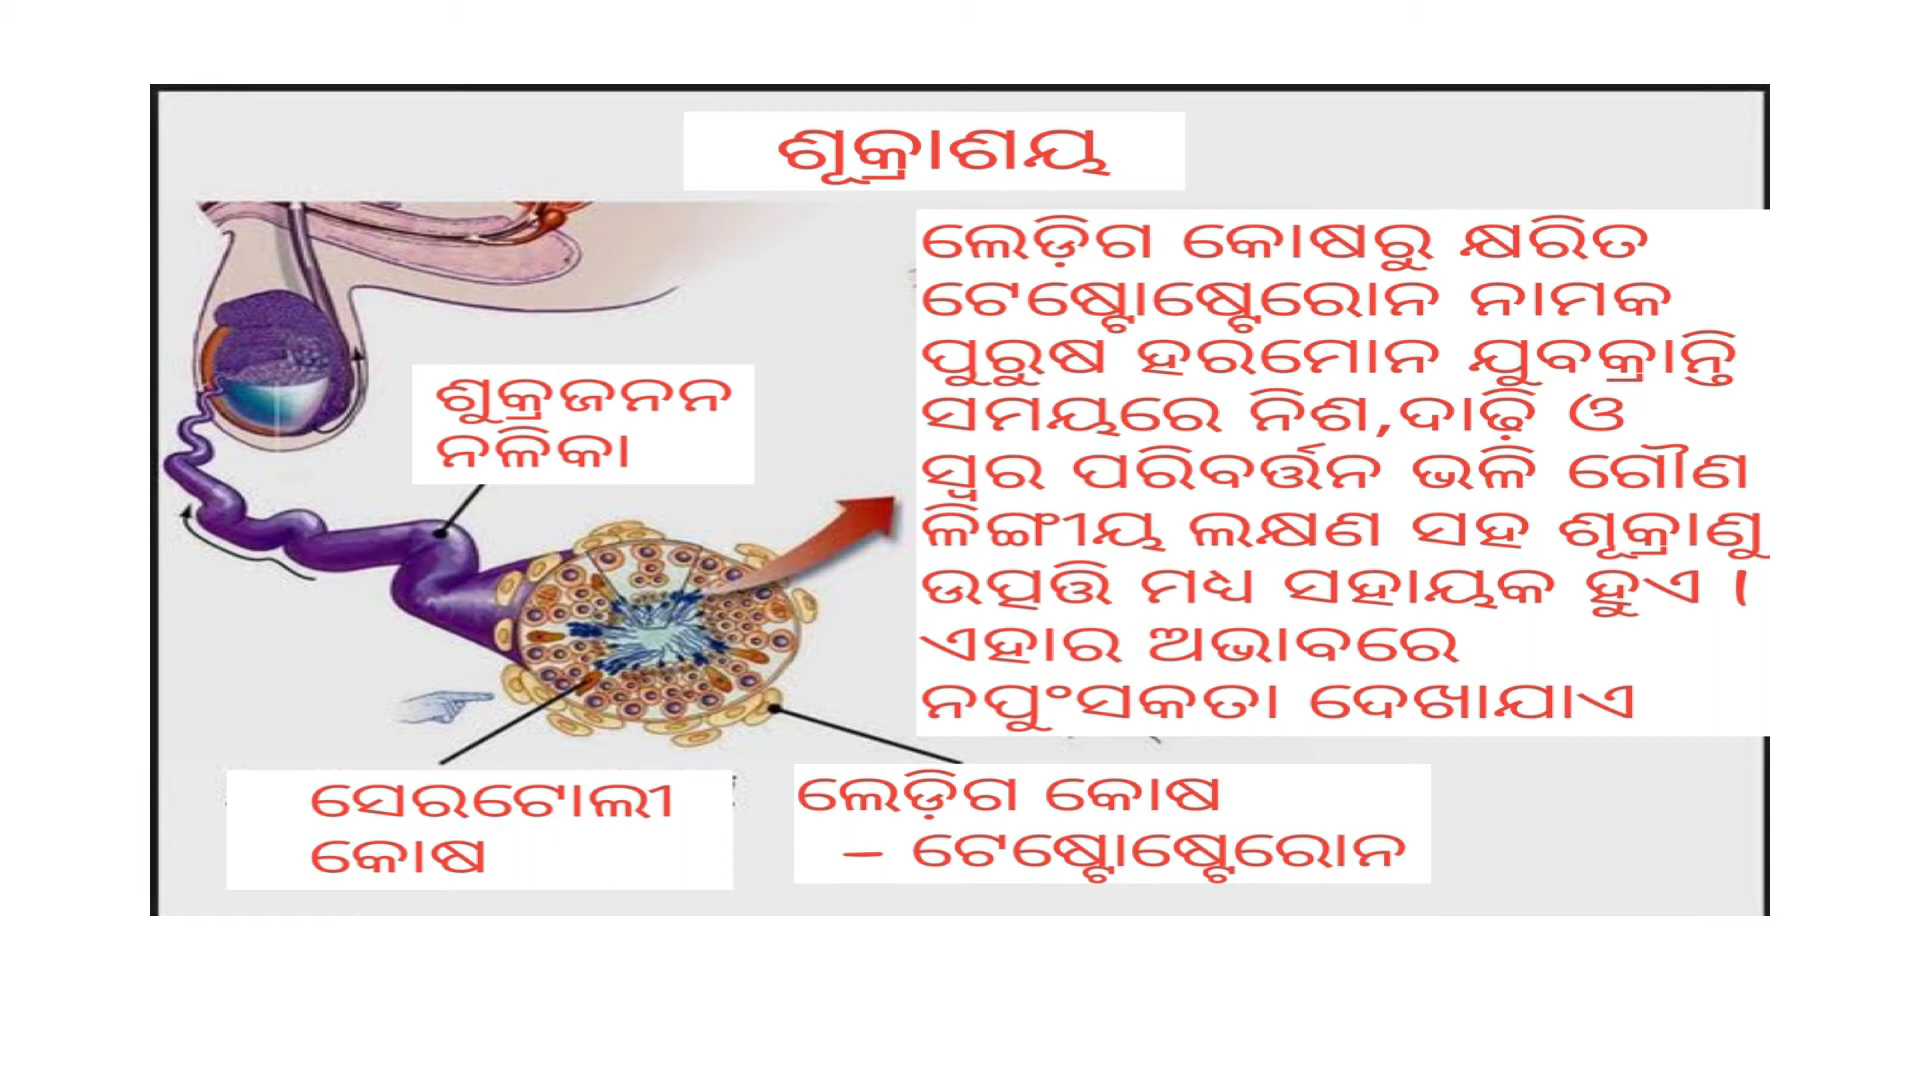 ଶୂକ୍ରାଶୟ
ଲେଡ଼ିଗ କୋଷରୁ କ୍ଷରିତ
ଟେଷ୍ଟୋଷ୍ଟେରୋନ ନାମକ
ପୁରୁଷ ହରମୋନ ଯୁବକ୍ରାନ୍ତି
ସମୟରେ ନିଶ,ଦାଢ଼ି ଓ
ସ୍ୱର ପରିବର୍ତ୍ତନ ଭଳି ଗୌଣ
ଳିଙ୍ଗୀୟ ଲକ୍ଷଣ ସହ ଶୂକ୍ରାଣୁ
ଉତ୍ପତ୍ତି ମଧ୍ୟ ସହାୟକ ହୁଏ ।
ଏହାର ଅଭାବରେ
ନପୁଂସକତା ଦେଖାଯାଏ
ଶୁକ୍ରଜନନ
ନଳିକା
ସେରଟୋଲୀ
କୋଷ
ଲେଡ଼ିଗ କୋଷ
– ଟେଷ୍ଟୋଷ୍ଟେରୋନ